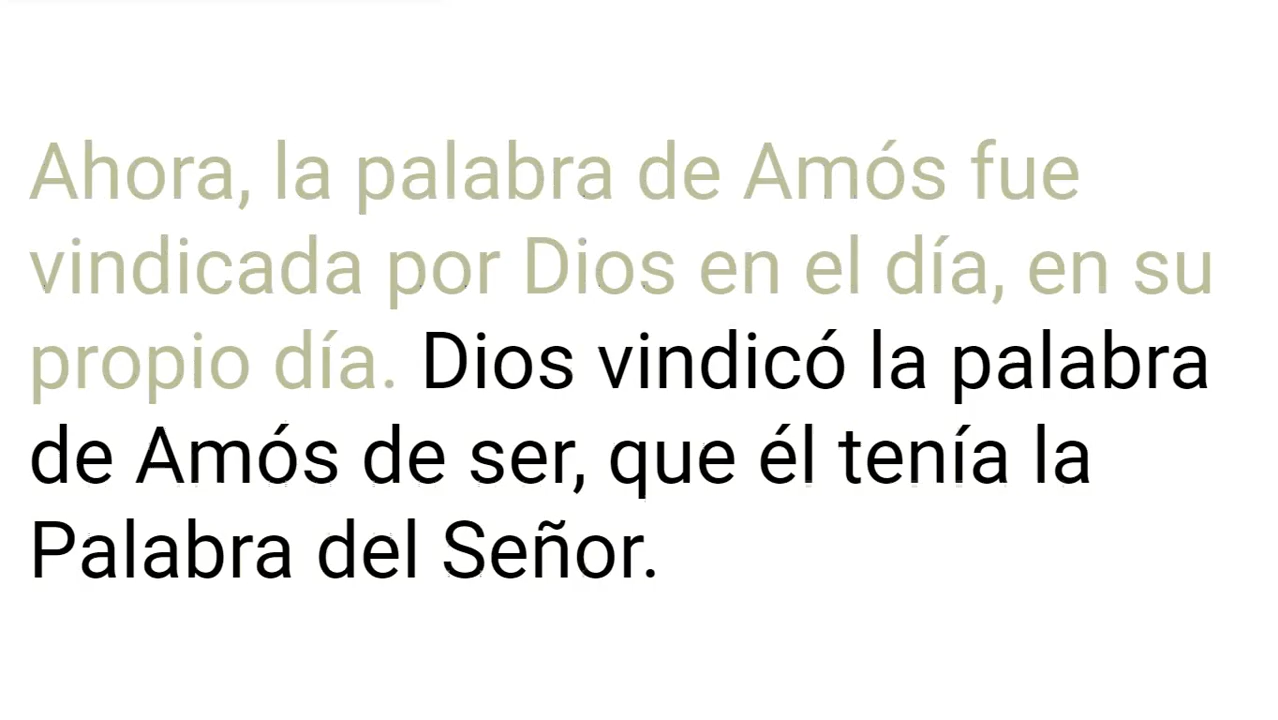 Ahora, la palabra de Amós fue
vindicada por Dios en el día, en su
propio día. Dios vindicó la palabra
de Amós de ser, que él tenía la
Palabra del Señor.